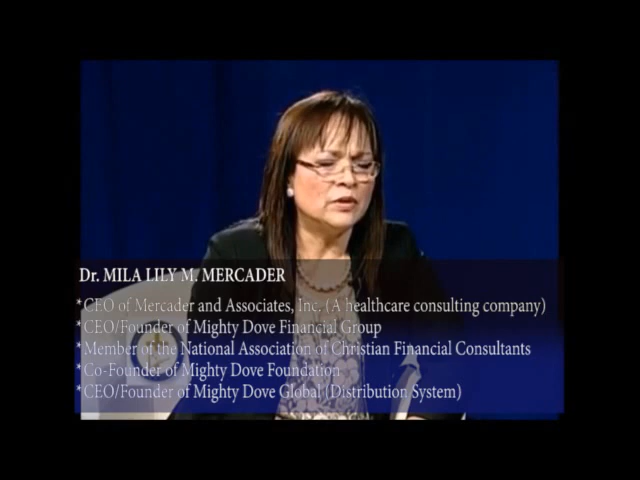 Dr. MILA LILY M. MERCADER
*CEO of Mercader and Associates, Inc. (A healthcare consulting company)
*CEO/Founder of Mighty Dove Financial Group
*Member of the National Association of Christian Financial Consultants
*Co-Founder of Mighty Dove Foundation
*CEO/Founder of Mighty Dove Global (Distribution System)